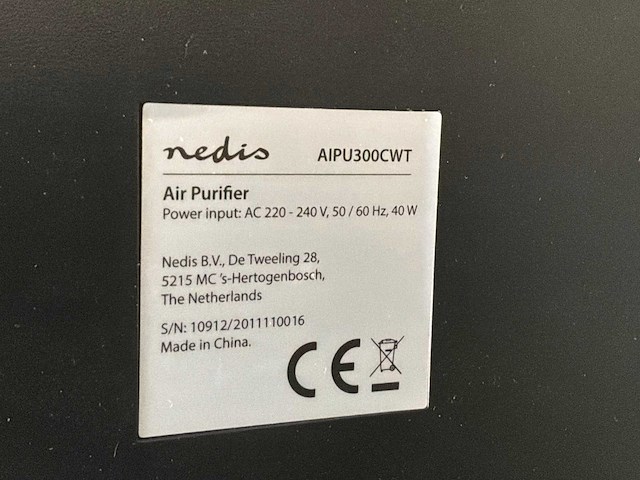 nedis
AIPU300CWT
Air Purifier
Power input: AC 220 - 240 V, 50 / 60 Hz, 40 W
Nedis B.V., De Tweeling 28,
5215 MC 's-Hertogenbosch,
The Netherlands
S/N: 10912/2011110016
Made in China.
CE